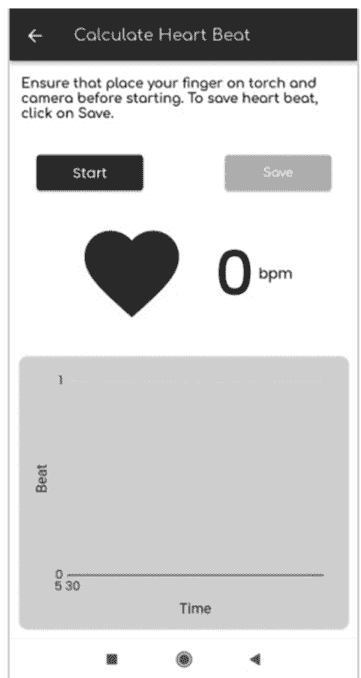 Calculate Heart Beat
Ensure that place your finger on torch and
camera before starting. To save heart beat,
click on Save.
Start
Save
0 bpm
1
Beat
0
5 30
Time